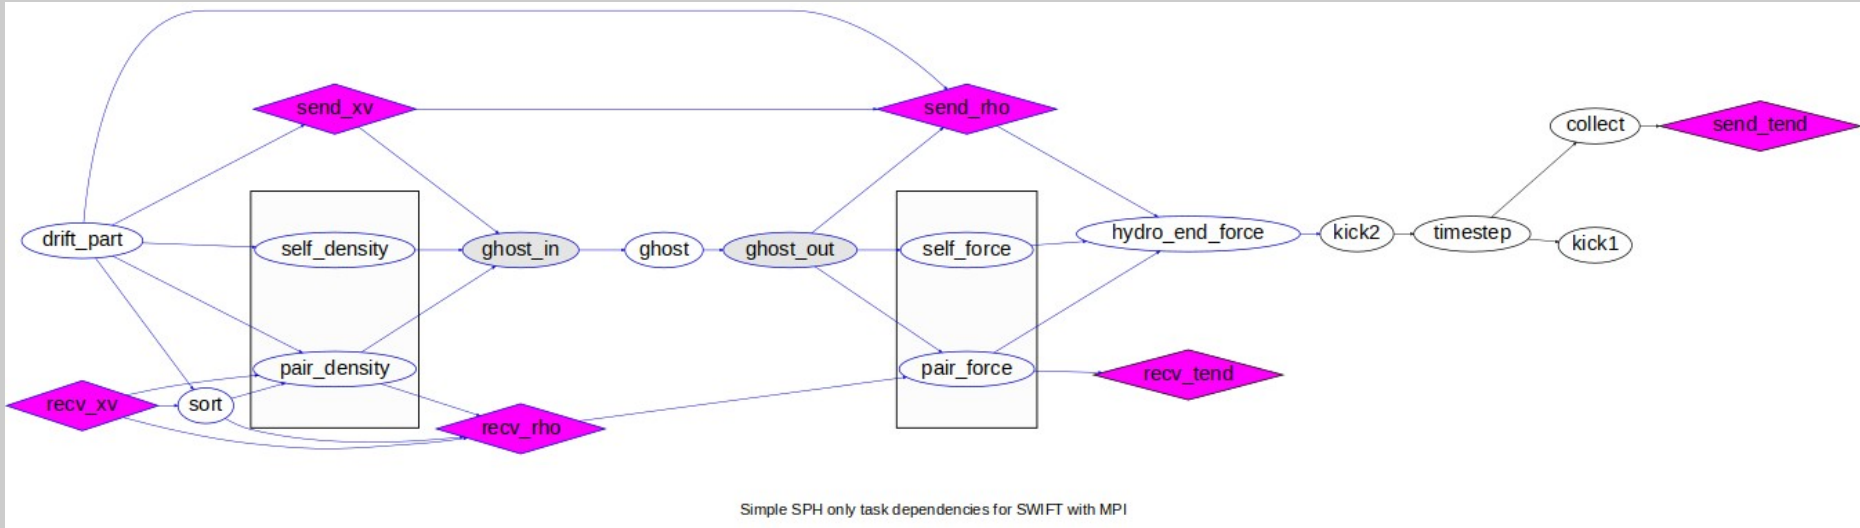 send_xv
send_rho
collect
send_tend
drift_part
self_density
ghost_in
ghost
ghost_out
self_force
hydro_end_force
kick2
timestep
kick1
pair_density
pair_force
recv_tend
recv_xv
sort
recv_rho
Simple SPH only task dependencies for SWIFT with MPI